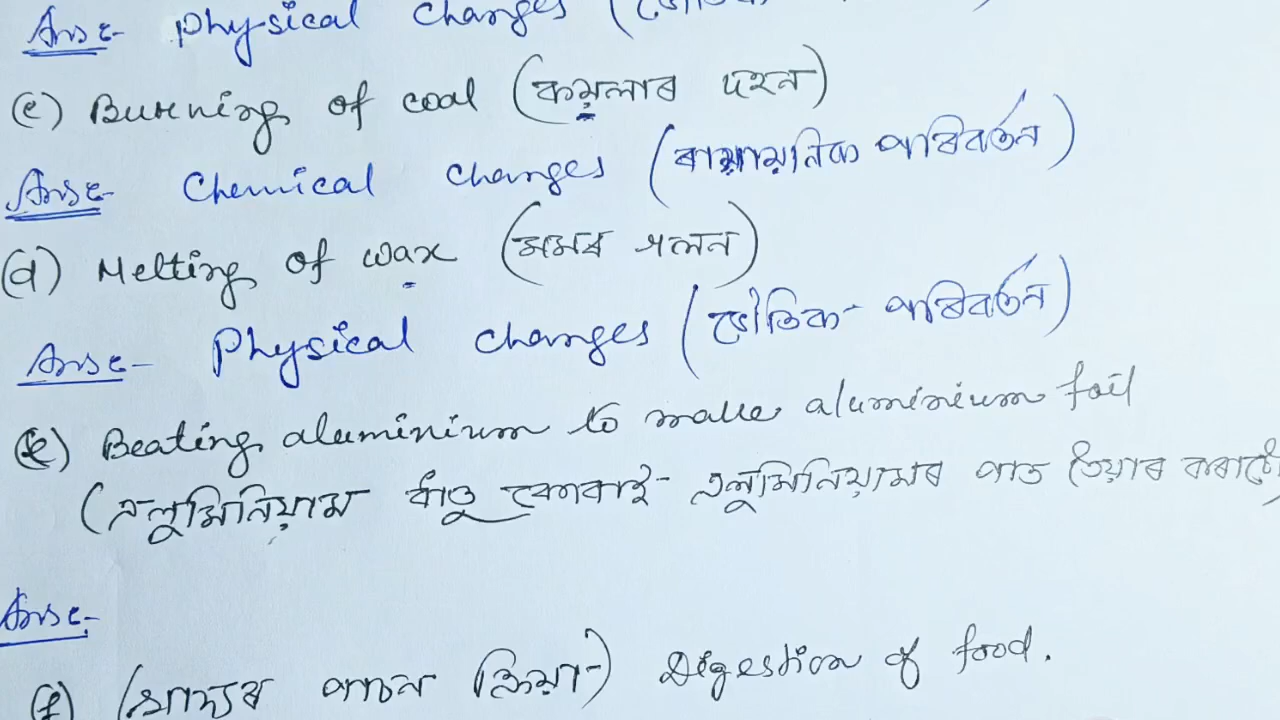 Ans:- Physical changes (ভৌতিক
(c) Burning of coal (কয়লাৰ দহন)
Ans:- Chemical changes (ৰাসায়নিক পৰিবৰ্তন)
(d) Melting of wax (মমৰ গলন)
Ans:- Physical changes (ভৌতিক- পৰিবৰ্তন)
(e) Beating aluminium to make aluminium foil
(এলুমিনিয়াম ধাতু কোবাই- এলুমিনিয়ামৰ পাত তৈয়াৰ কৰাটো)
Ans:-
(f) (খাদ্যৰ পাচন ক্ৰিয়া-) Digestion of food.